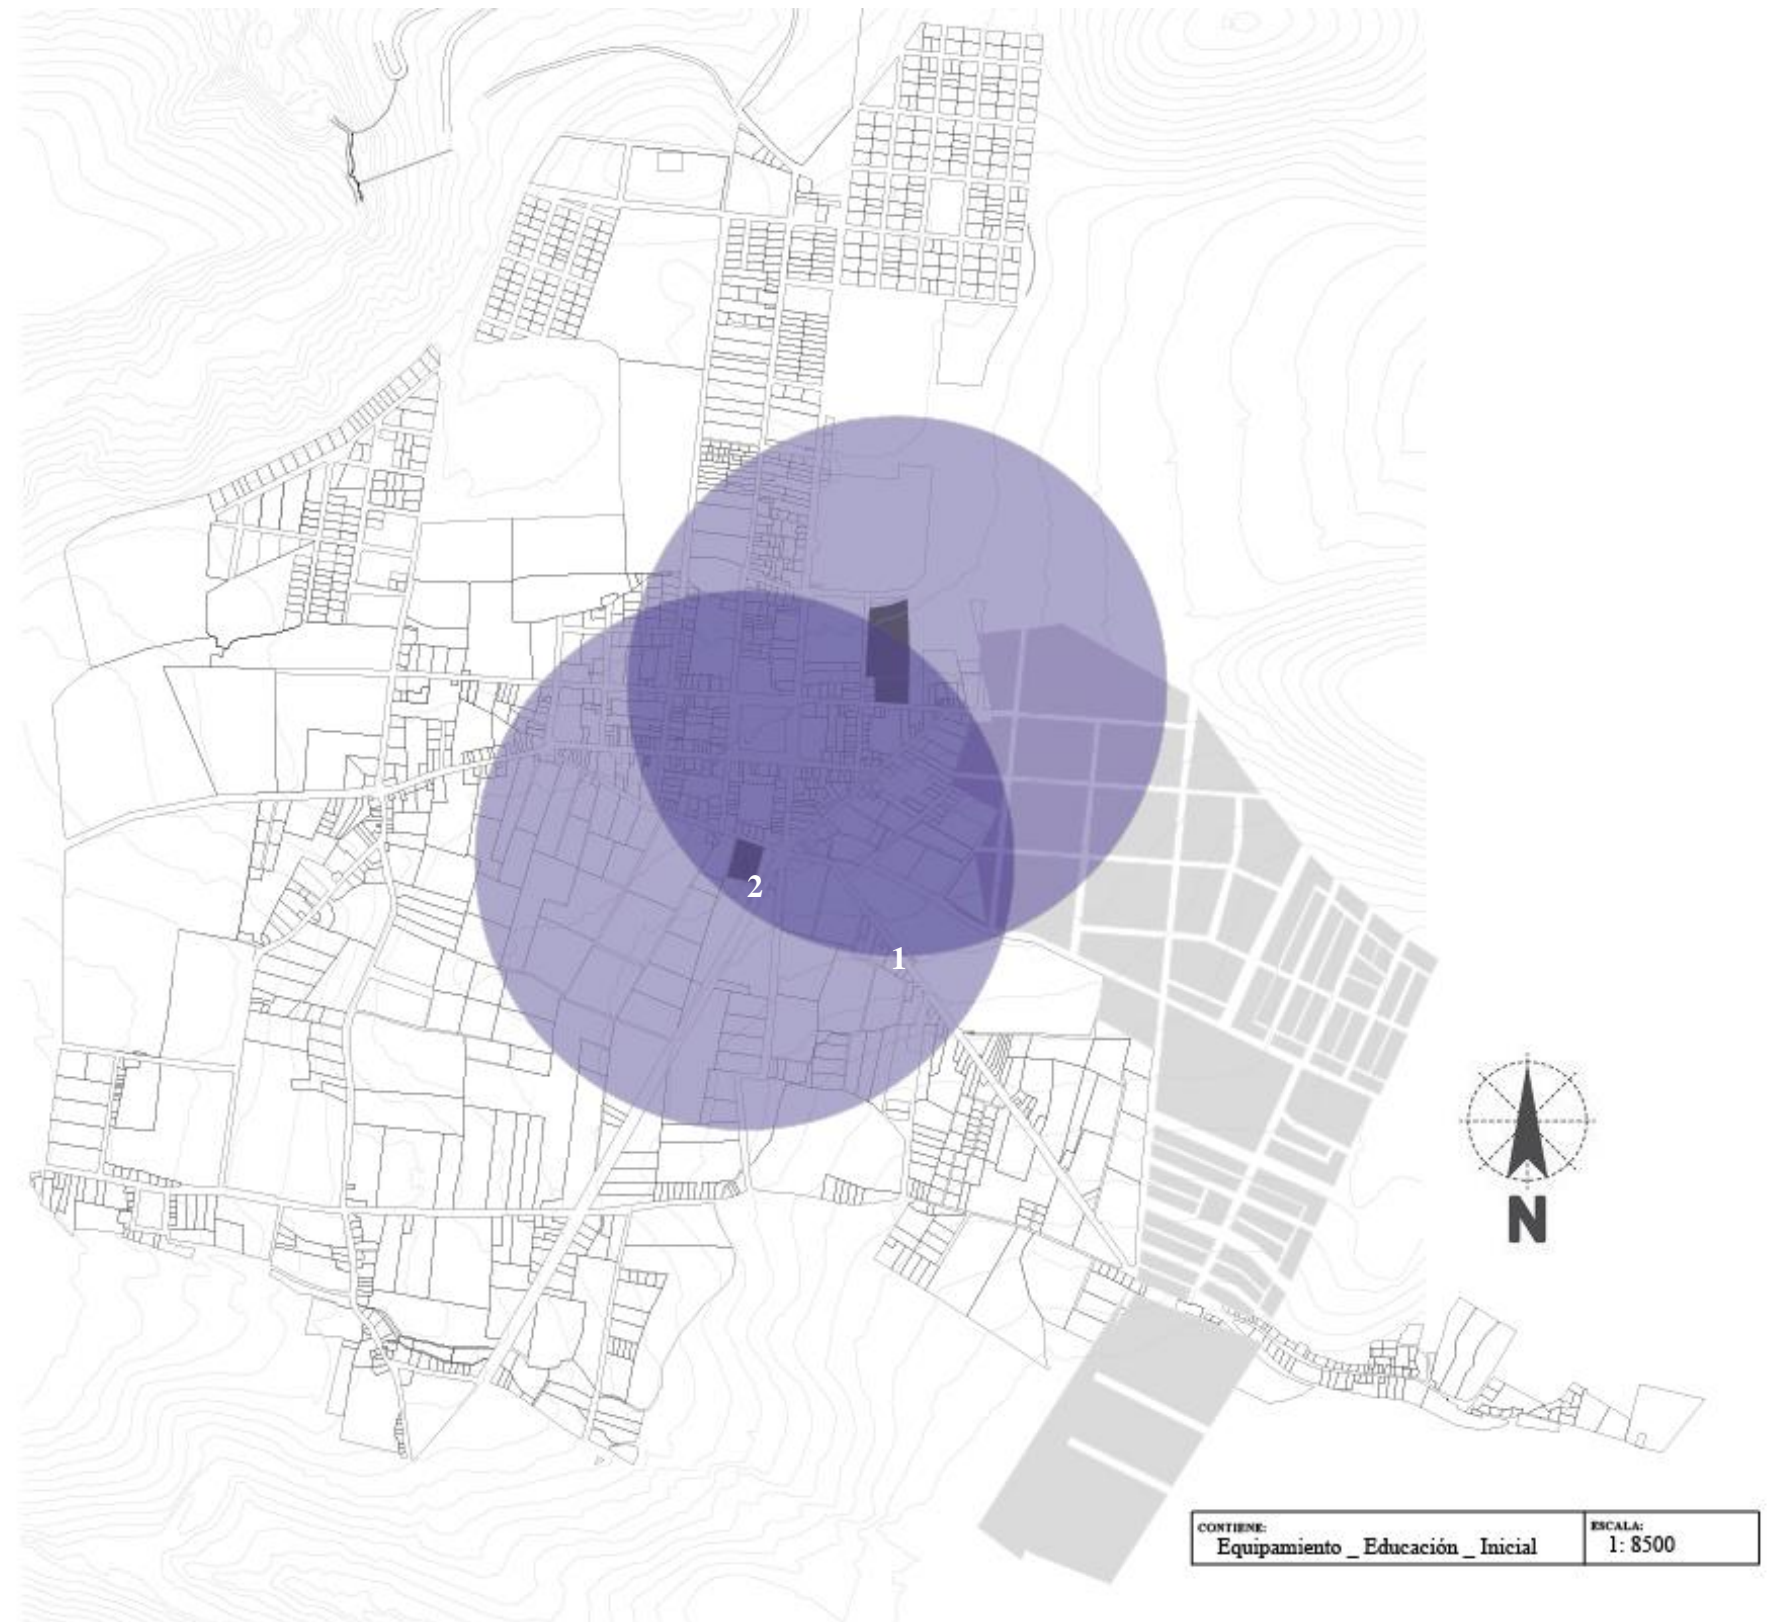 2
1
N
CONTIENE:
Equipamiento _ Educación _ Inicial
ESCALA:
1: 8500